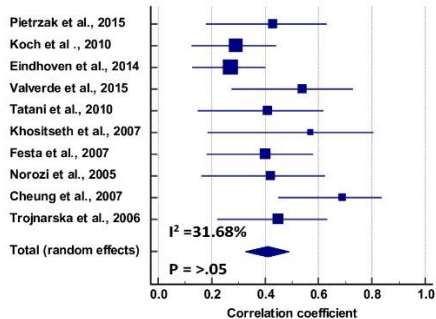 Pietrzak et al., 2015
Koch et al ., 2010
Eindhoven et al., 2014
Valverde et al., 2015
Tatani et al., 2010
Khositseth et al., 2007
Festa et al., 2007
Norozi et al., 2005
Cheung et al., 2007
Trojnarska et al., 2006
I² =31.68%
Total (random effects)
P = >.05
0.0 0.2 0.4 0.6 0.8 1.0
Correlation coefficient